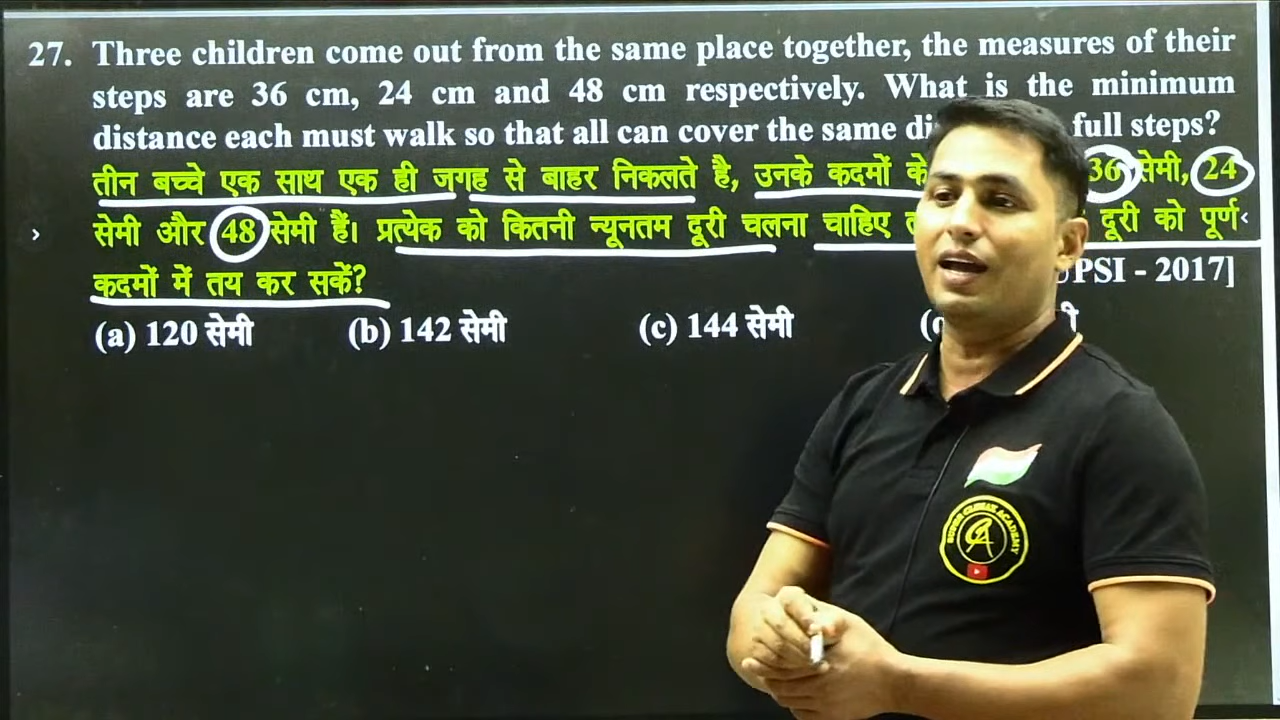 27. Three children come out from the same place together, the measures of their
steps are 36 cm, 24 cm and 48 cm respectively. What is the minimum
distance each must walk so that all can cover the same full steps?
तीन बच्चे एक साथ एक ही जगह से बाहर निकलते है, उनके कदमों के 36 सेमी, 24
सेमी और 48 सेमी हैं। प्रत्येक को कितनी न्यूनतम दूरी चलना चाहिए दूरी को पूर्ण
कदमों में तय कर सकें?
PSI - 2017]
(a) 120 सेमी (b) 142 सेमी (c) 144 सेमी
SUPER CLIMAX ACADEMY